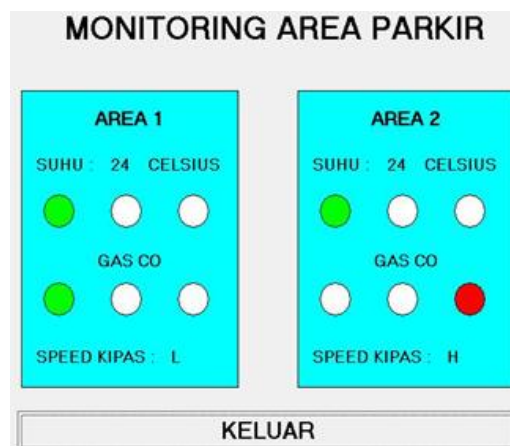 MONITORING AREA PARKIR
AREA 1
SUHU : 24 CELSIUS
GAS CO
SPEED KIPAS : L
AREA 2
SUHU : 24 CELSIUS
GAS CO
SPEED KIPAS : H
KELUAR